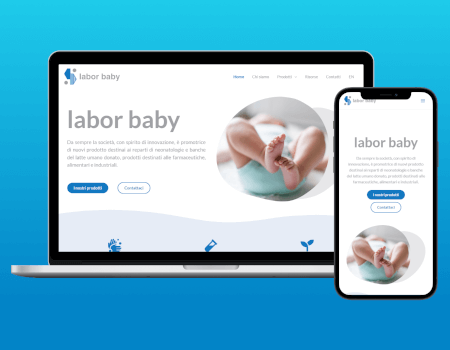 labor baby
Home Chi siamo Prodotti Risorse Contatti EN
labor baby
Da sempre la società, con spirito di innovazione, è promotrice
di nuovi prodotti destinati ai reparti di neonatologia e banche
del latte umano donato, prodotti destinati alle farmaceutiche,
alimentari e industriali.
I nostri prodotti Contattaci
labor baby
labor baby
Da sempre la società, con spirito di
innovazione, è promotrice di nuovi prodotti
destinati ai reparti di neonatologia e banche
del latte umano donato, prodotti destinati alle
farmaceutiche, alimentari e industriali.
I nostri prodotti
Contattaci